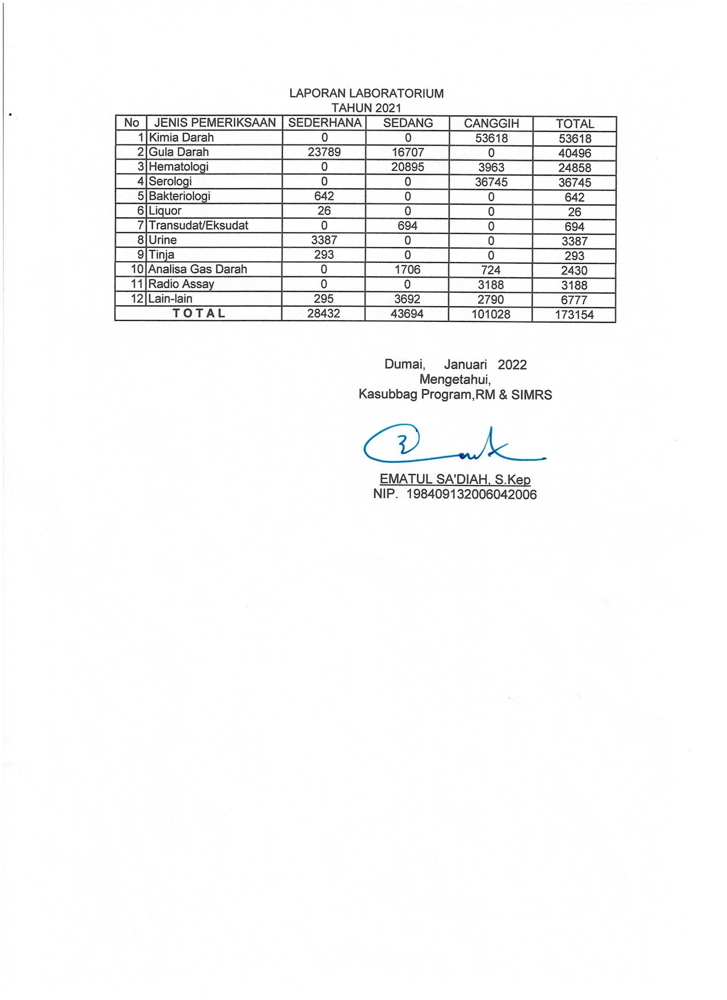 LAPORAN LABORATORIUM
TAHUN 2021
No JENIS PEMERIKSAAN SEDERHANA SEDANG CANGGIH TOTAL
1 Kimia Darah 0 0 53618 53618
2 Gula Darah 23789 16707 0 40496
3 Hematologi 0 20895 3963 24858
4 Serologi 0 0 36745 36745
5 Bakteriologi 642 0 0 642
6 Liquor 26 0 0 26
7 Transudat/Eksudat 0 694 0 694
8 Urine 3387 0 0 3387
9 Tinja 293 0 0 293
10 Analisa Gas Darah 0 1706 724 2430
11 Radio Assay 0 0 3188 3188
12 Lain-lain 295 3692 2790 6777
T O T A L 28432 43694 101028 173154
Dumai, Januari 2022
Mengetahui,
Kasubbag Program,RM & SIMRS
EMATUL SA'DIAH, S.Kep
NIP. 198409132006042006